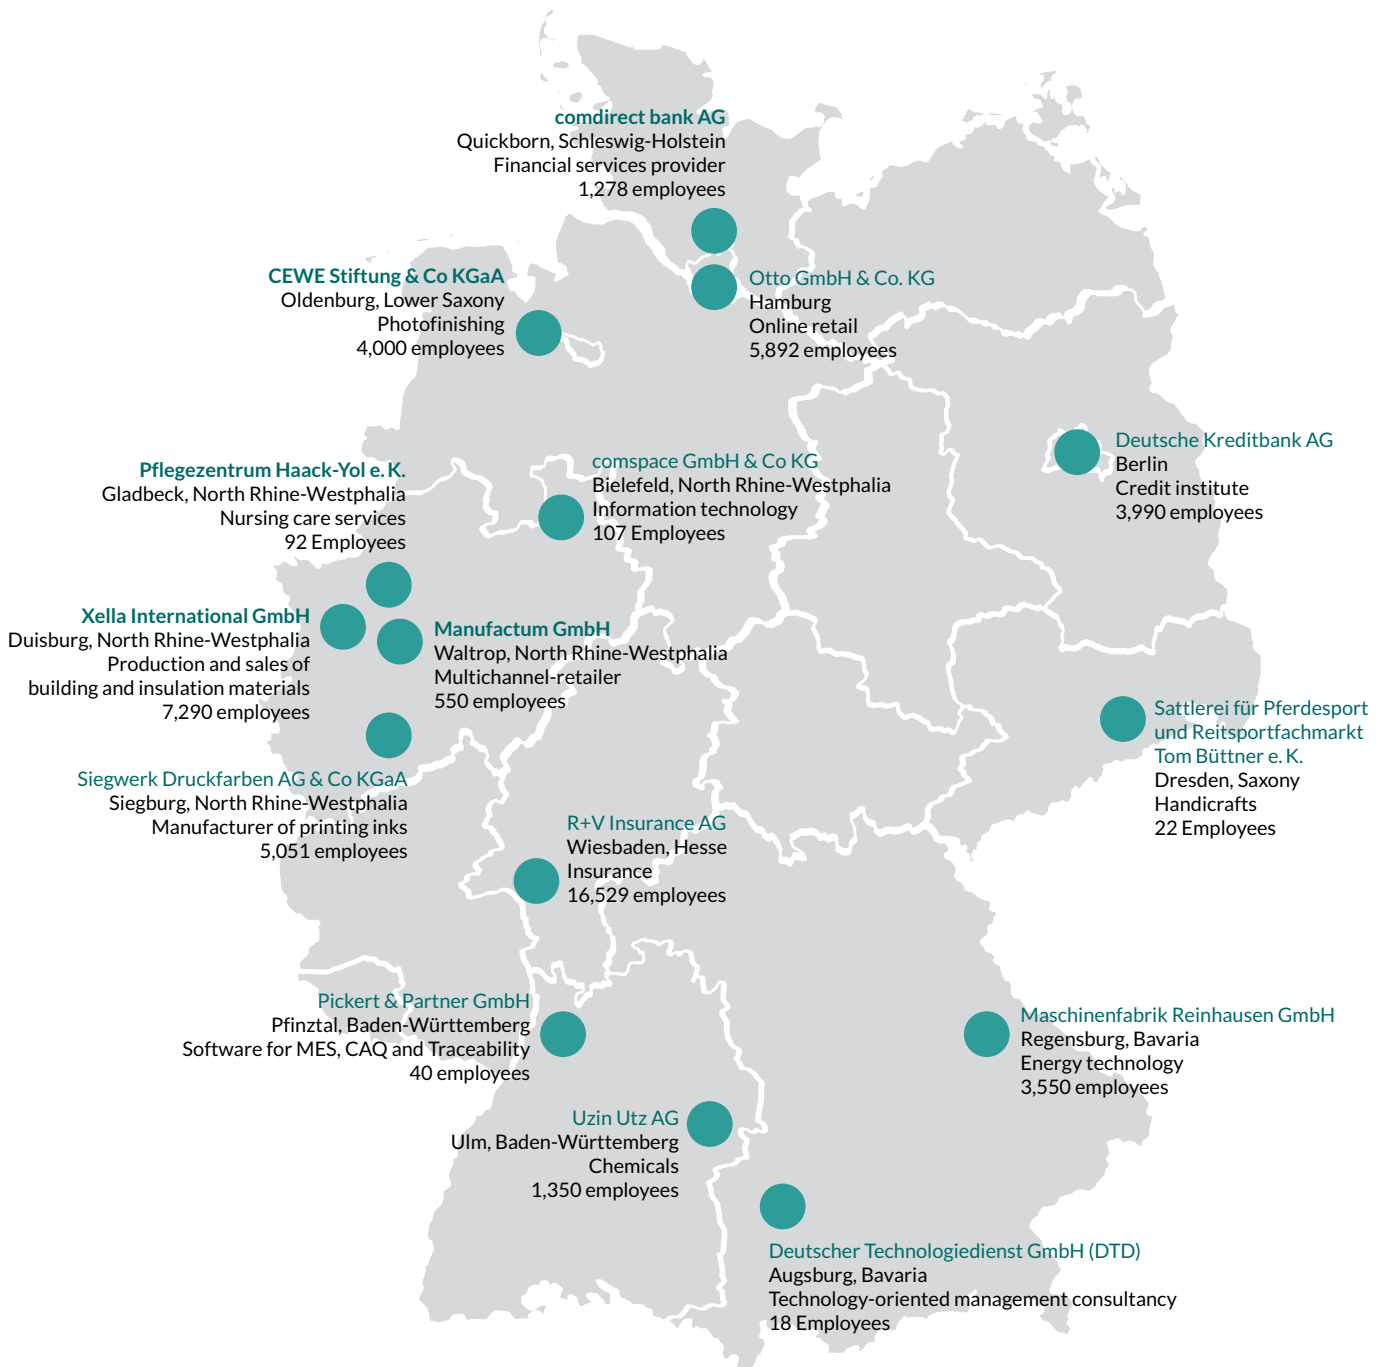 comdirect bank AG
Quickborn, Schleswig-Holstein
Financial services provider
1,278 employees
CEWE Stiftung & Co KGaA
Oldenburg, Lower Saxony
Photofinishing
4,000 employees
Otto GmbH & Co. KG
Hamburg
Online retail
5,892 employees
Deutsche Kreditbank AG
Berlin
Credit institute
3,990 employees
Pflegezentrum Haack-Yol e. K.
Gladbeck, North Rhine-Westphalia
Nursing care services
92 Employees
comspace GmbH & Co KG
Bielefeld, North Rhine-Westphalia
Information technology
107 Employees
Xella International GmbH
Duisburg, North Rhine-Westphalia
Production and sales of
building and insulation materials
7,290 employees
Manufactum GmbH
Waltrop, North Rhine-Westphalia
Multichannel-retailer
550 employees
Sattlerei für Pferdesport
und Reitsportfachmarkt
Tom Büttner e. K.
Dresden, Saxony
Handicrafts
22 Employees
Siegwerk Druckfarben AG & Co KGaA
Siegburg, North Rhine-Westphalia
Manufacturer of printing inks
5,051 employees
R+V Insurance AG
Wiesbaden, Hesse
Insurance
16,529 employees
Pickert & Partner GmbH
Pfinztal, Baden-Württemberg
Software for MES, CAQ and Traceability
40 employees
Maschinenfabrik Reinhausen GmbH
Regensburg, Bavaria
Energy technology
3,550 employees
Uzin Utz AG
Ulm, Baden-Württemberg
Chemicals
1,350 employees
Deutscher Technologiedienst GmbH (DTD)
Augsburg, Bavaria
Technology-oriented management consultancy
18 Employees